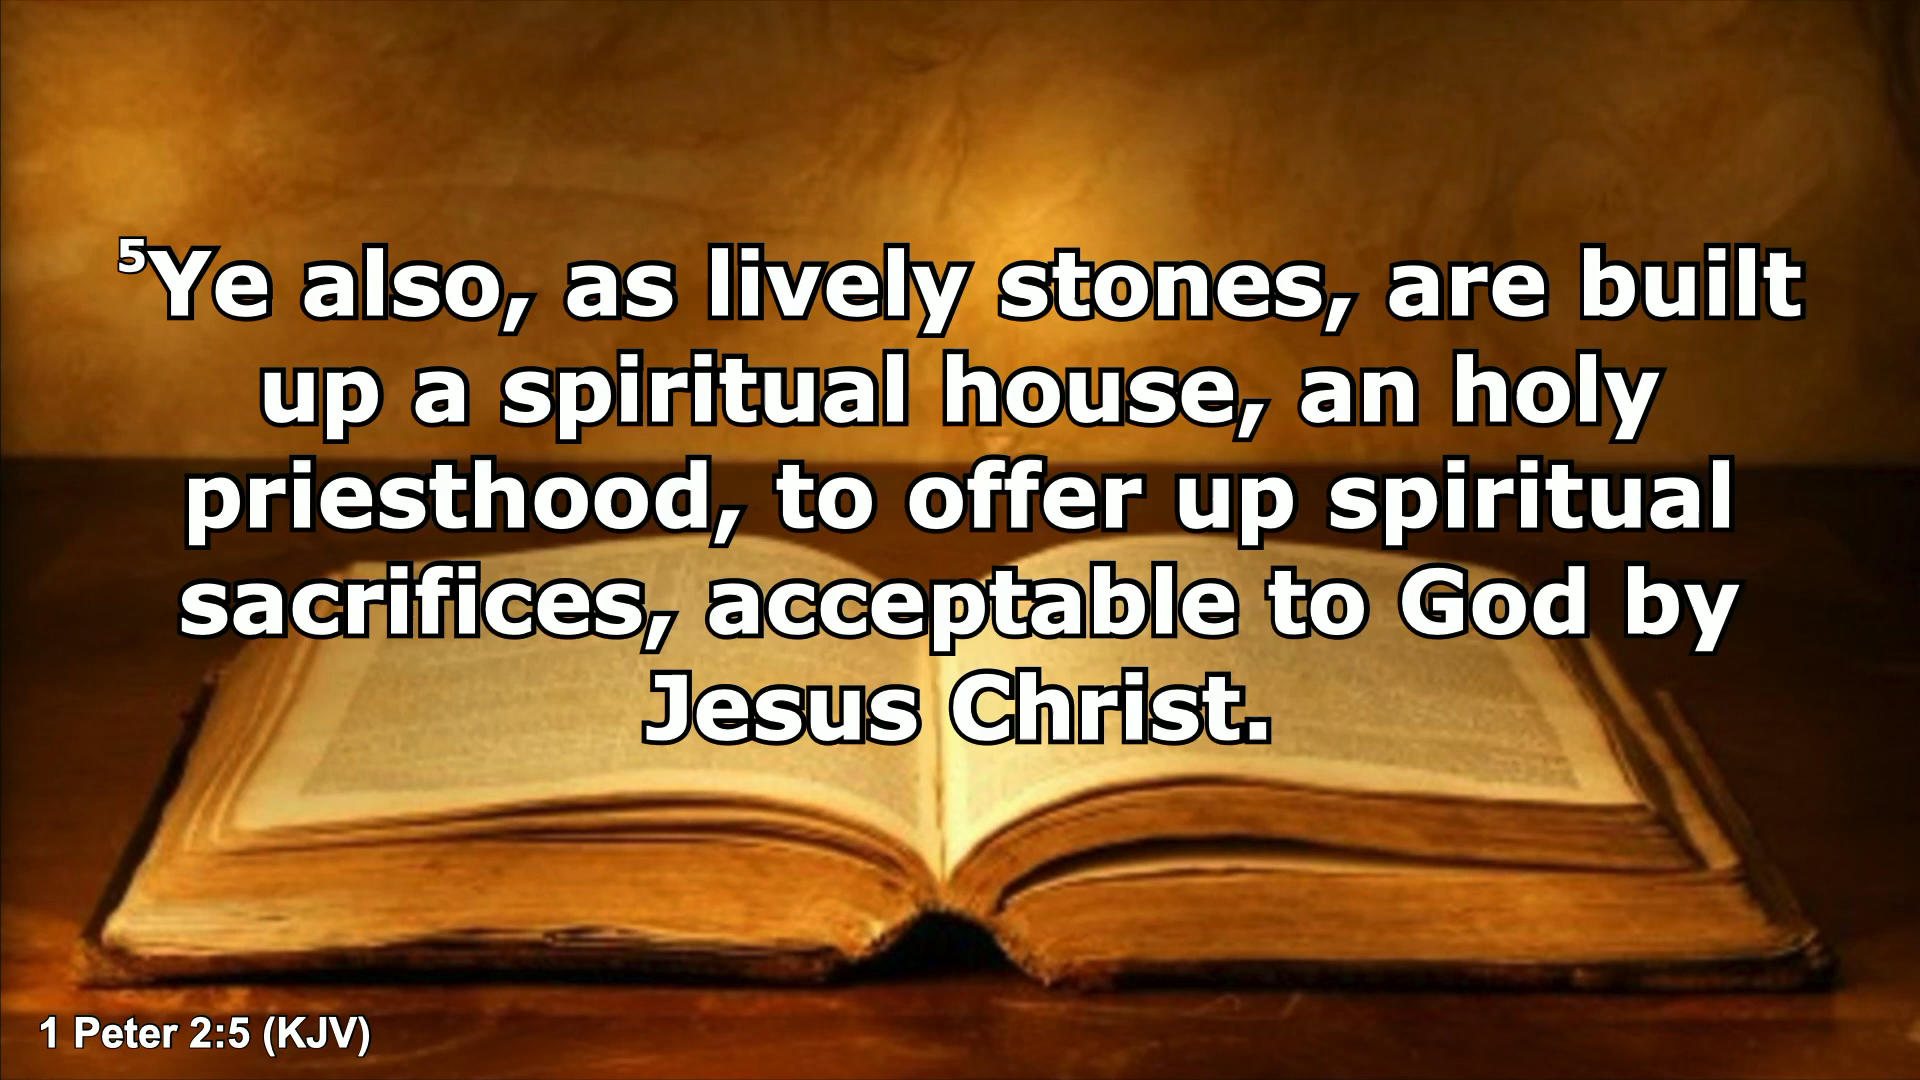 ⁵Ye also, as lively stones, are built
up a spiritual house, an holy
priesthood, to offer up spiritual
sacrifices, acceptable to God by
Jesus Christ.
1 Peter 2:5 (KJV)